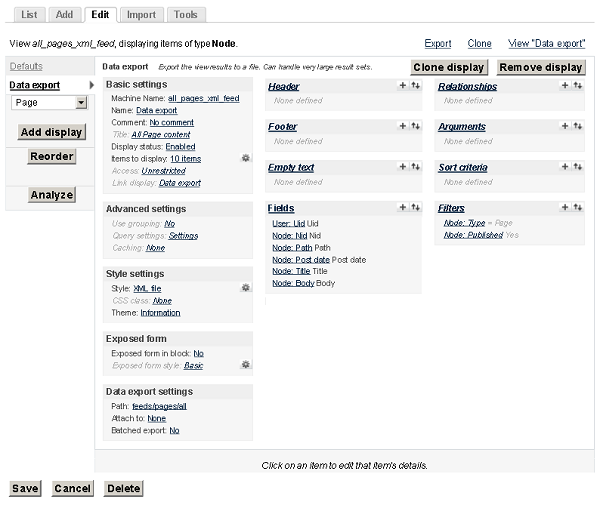 List Add Edit Import Tools
View all_pages_xml_feed, displaying items of type Node.
Export Clone View "Data export"
Defaults
Data export
Page
Add display
Reorder
Analyze
Data export Export the view results to a file. Can handle very large result sets.
Clone display Remove display
Basic settings
Machine Name: all_pages_xml_feed
Name: Data export
Comment: No comment
Title: All Page content
Display status: Enabled
Items to display: 10 items
Access: Unrestricted
Link display: Data export
Advanced settings
Use grouping: No
Query settings: Settings
Caching: None
Style settings
Style: XML file
CSS class: None
Theme: Information
Exposed form
Exposed form in block: No
Exposed form style: Basic
Data export settings
Path: feeds/pages/all
Attach to: None
Batched export: No
Header
None defined
Footer
None defined
Empty text
None defined
Fields
User: Uid Uid
Node: Nid Nid
Node: Path Path
Node: Post date Post date
Node: Title Title
Node: Body Body
Relationships
None defined
Arguments
None defined
Sort criteria
None defined
Filters
Node: Type = Page
Node: Published Yes
Click on an item to edit that item's details.
Save Cancel Delete